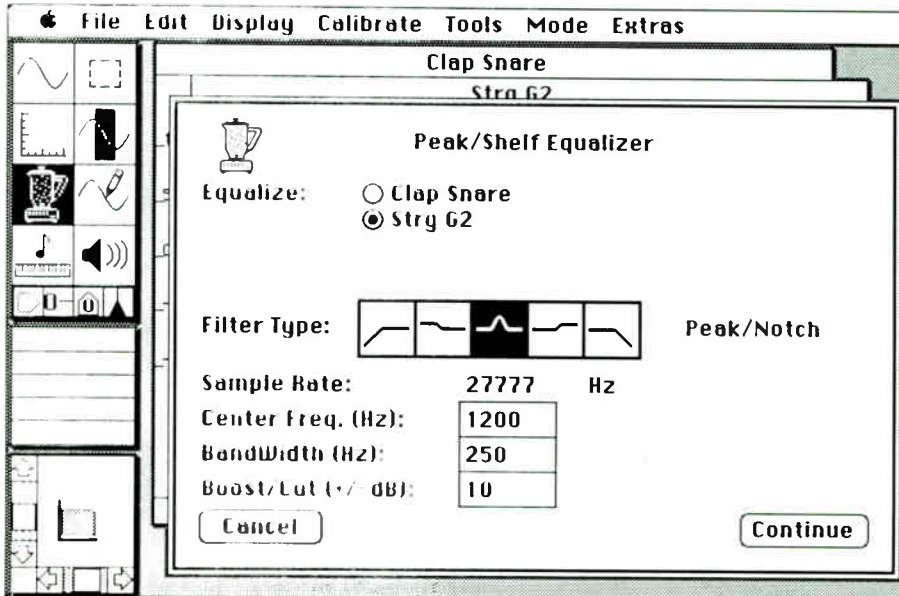 File Edit Display Calibrate Tools Mode Extras
Clap Snare
Strg G2
Peak/Shelf Equalizer
Equalize:
Clap Snare
Strg G2
Filter Type:
Peak/Notch
Sample Rate: 27777 Hz
Center Freq. (Hz): 1200
BandWidth (Hz): 250
Boost/Cut (+/- dB): 10
Cancel
Continue